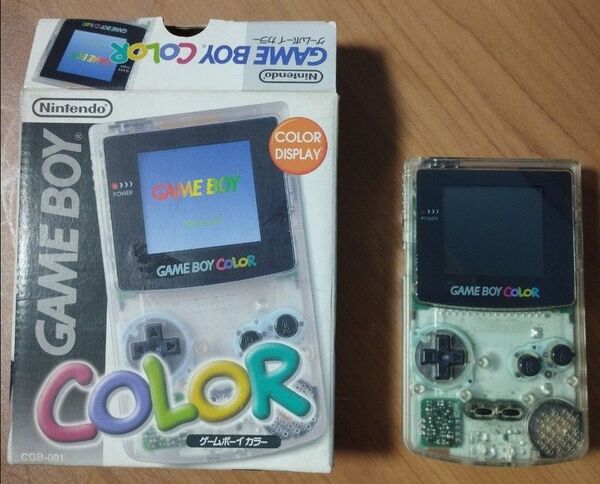 GAME BOY COLOR
ゲームボーイカラー
Nintendo
Nintendo
GAME BOY
COLOR
DISPLAY
POWER
GAME BOY
GAME BOY COLOR
A
COLOR
ゲームボーイカラー
CGB-001
POWER
GAME BOY COLOR